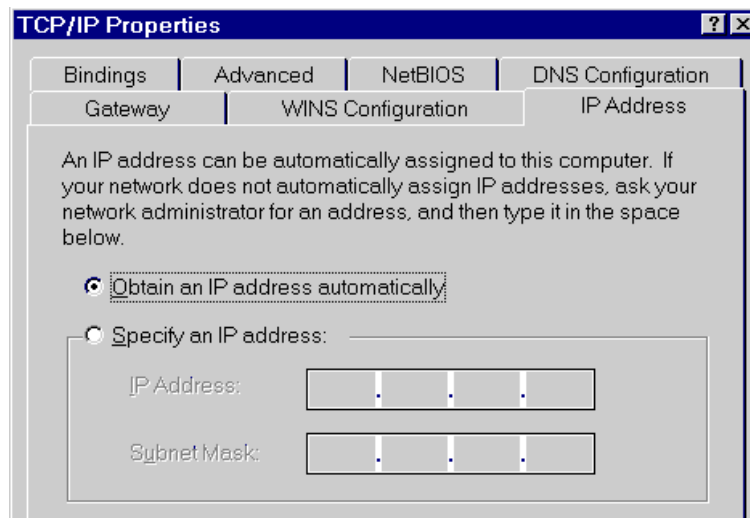 TCP/IP Properties
Bindings Advanced NetBIOS DNS Configuration
Gateway WINS Configuration IP Address
An IP address can be automatically assigned to this computer. If
your network does not automatically assign IP addresses, ask your
network administrator for an address, and then type it in the space
below.
Obtain an IP address automatically
Specify an IP address:
IP Address:
Subnet Mask: